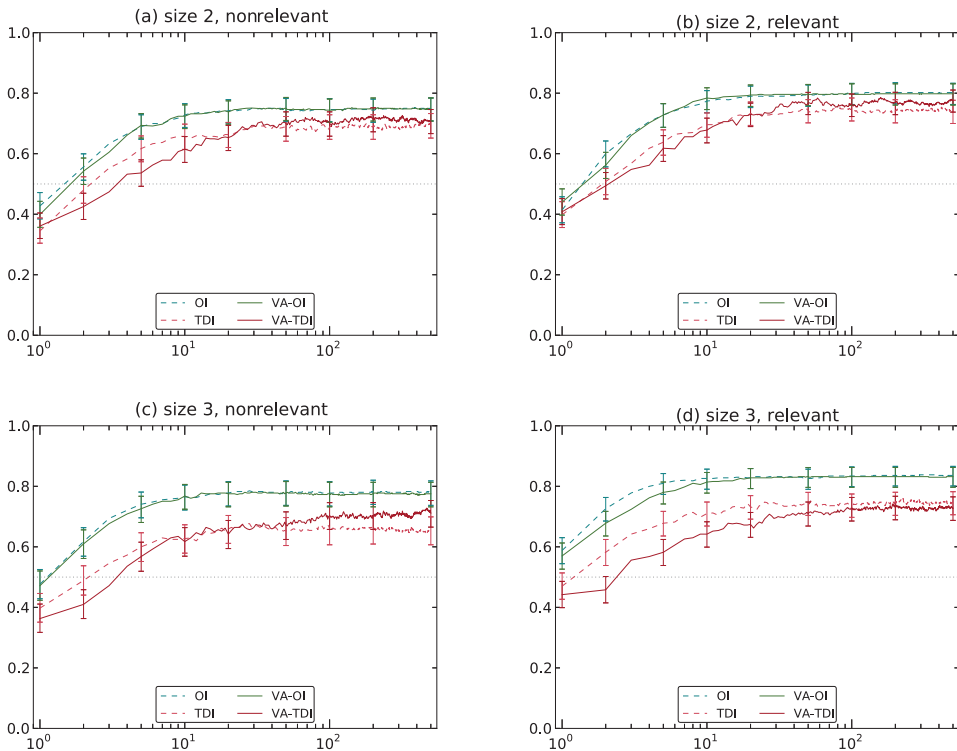 (a) size 2, nonrelevant
1.0
0.8
0.6
0.4
0.2
0.0
OI VA-OI
TDI VA-TDI
10^0 10^1 10^2
(b) size 2, relevant
1.0
0.8
0.6
0.4
0.2
0.0
OI VA-OI
TDI VA-TDI
10^0 10^1 10^2
(c) size 3, nonrelevant
1.0
0.8
0.6
0.4
0.2
0.0
OI VA-OI
TDI VA-TDI
10^0 10^1 10^2
(d) size 3, relevant
1.0
0.8
0.6
0.4
0.2
0.0
OI VA-OI
TDI VA-TDI
10^0 10^1 10^2